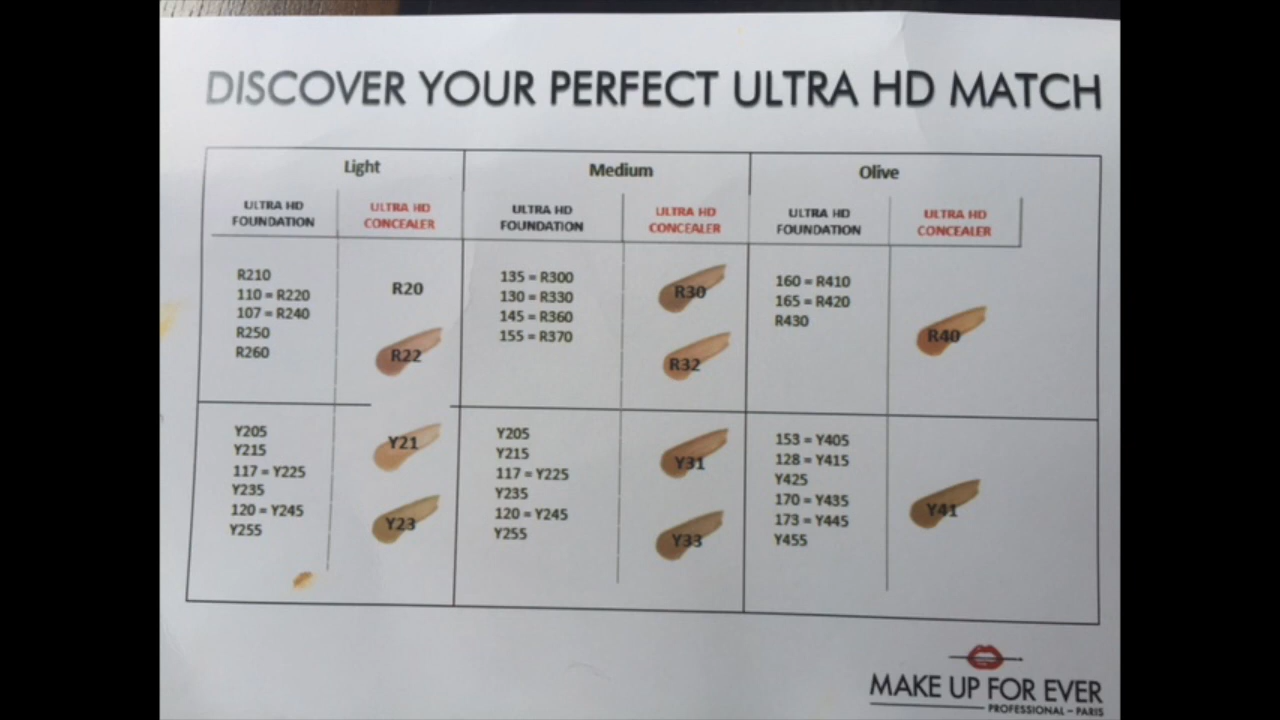 DISCOVER YOUR PERFECT ULTRA HD MATCH
Light
ULTRA HD
FOUNDATION
ULTRA HD
CONCEALER
R210
110 = R220
107 = R240
R250
R260
R20
R22
Y205
Y215
117 = Y225
Y235
120 = Y245
Y255
Y21
Y23
Medium
ULTRA HD
FOUNDATION
ULTRA HD
CONCEALER
135 = R300
130 = R330
145 = R360
155 = R370
R30
R32
Y205
Y215
117 = Y225
Y235
120 = Y245
Y255
Y31
Y33
Olive
ULTRA HD
FOUNDATION
ULTRA HD
CONCEALER
160 = R410
165 = R420
R430
R40
153 = Y405
128 = Y415
Y425
170 = Y435
173 = Y445
Y455
Y41
MAKE UP FOR EVER
PROFESSIONAL – PARIS